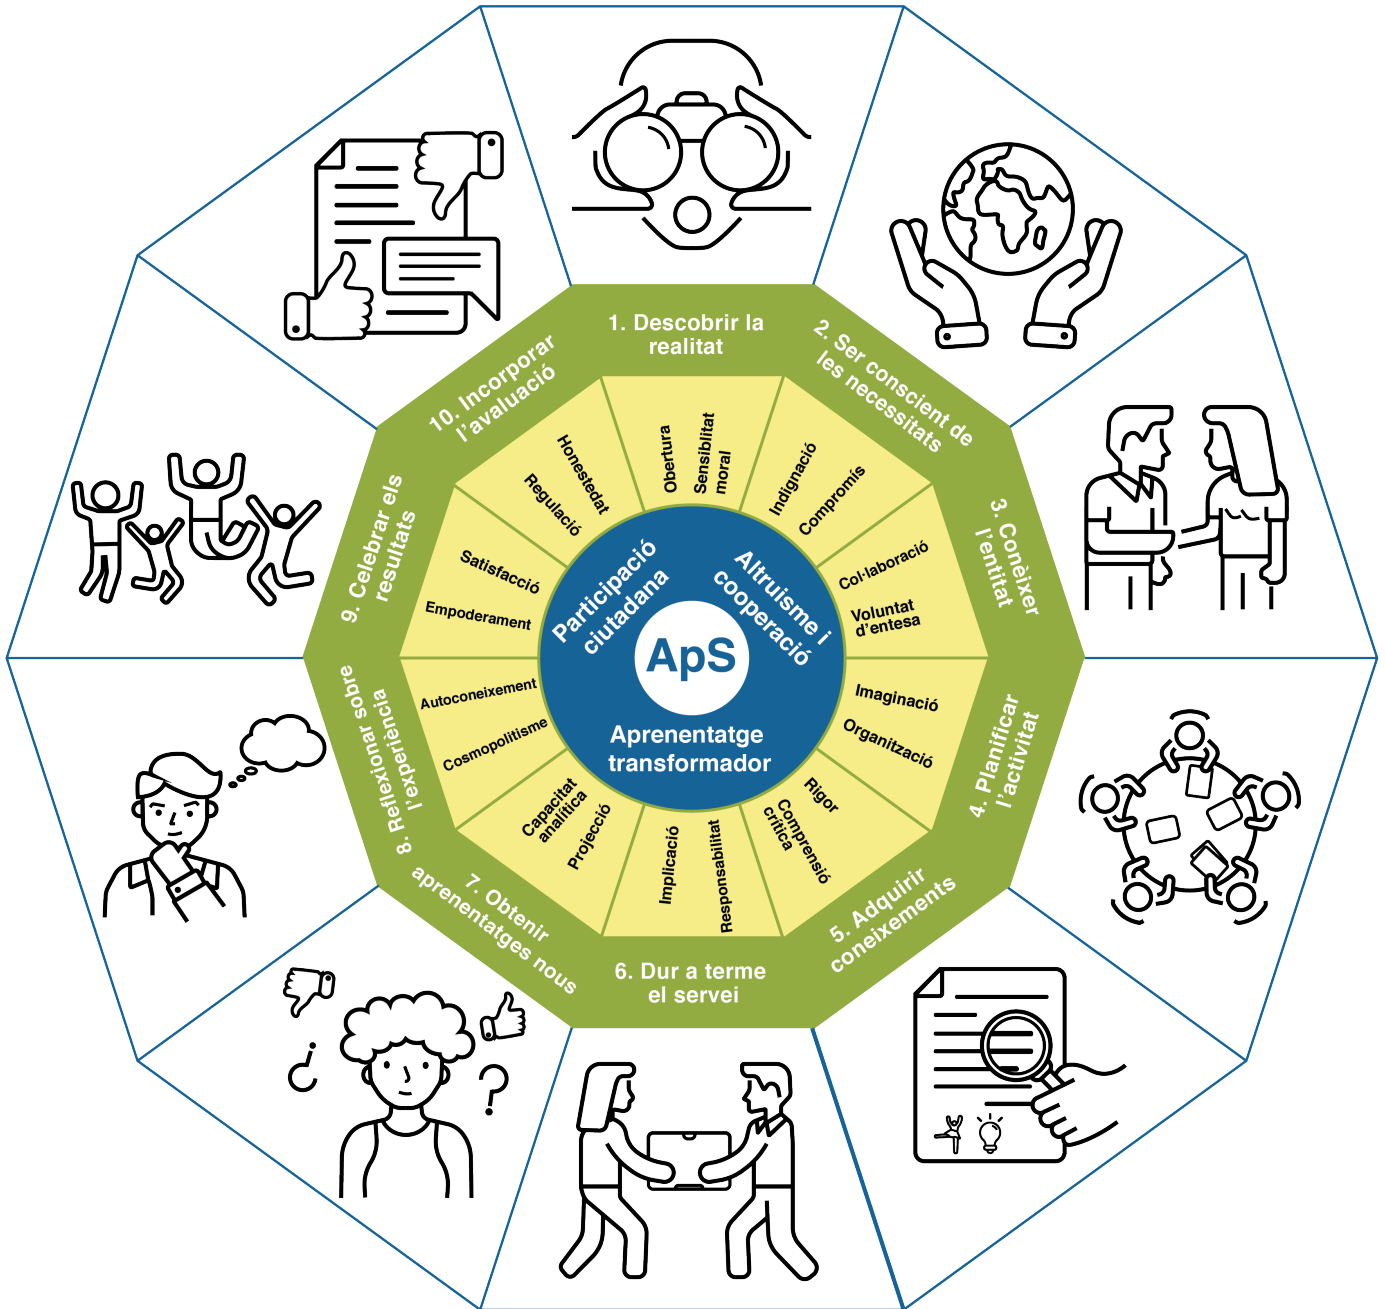 1. Descobrir la
realitat
2. Ser conscient de
les necessitats
3. Conèixer
l'entitat
4. Planificar
l'activitat
5. Adquirir
coneixements
6. Dur a terme
el servei
7. Obtenir
aprenentatges nous
8. Reflexionar sobre
l'experiència
9. Celebrar els
resultats
10. Incorporar
l'avaluació
Obertura
Sensiblitat
moral
Indignació
Compromís
Col·laboració
Voluntat
d'entesa
Imaginació
Organització
Rigor
Comprensió
crítica
Responsabilitat
Implicació
Projecció
Capacitat
analítica
Cosmopolitisme
Autoconeixement
Empoderament
Satisfacció
Regulació
Honestedat
Participació
ciutadana
Altruisme i
cooperació
ApS
Aprenentatge
transformador